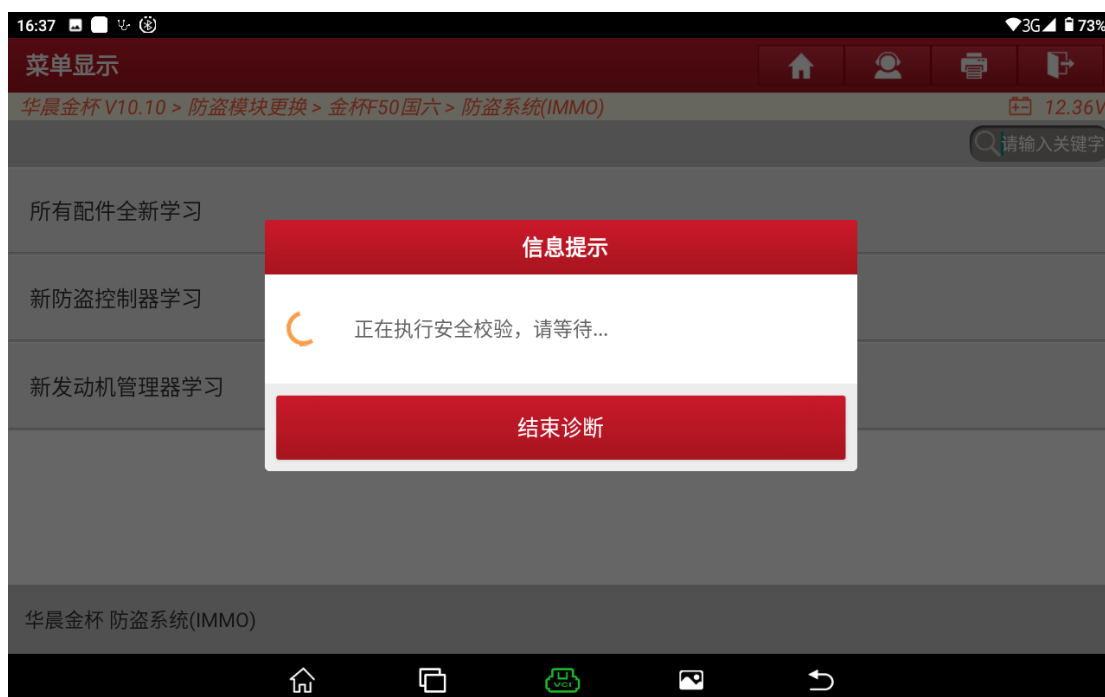 16:37
3G 73%
菜单显示
华晨金杯 V10.10 > 防盗模块更换 > 金杯F50国六 > 防盗系统(IMMO)
12.36V
请输入关键字
所有配件全新学习
信息提示
新防盗控制器学习
正在执行安全校验，请等待...
新发动机管理器学习
结束诊断
华晨金杯 防盗系统(IMMO)
VCI